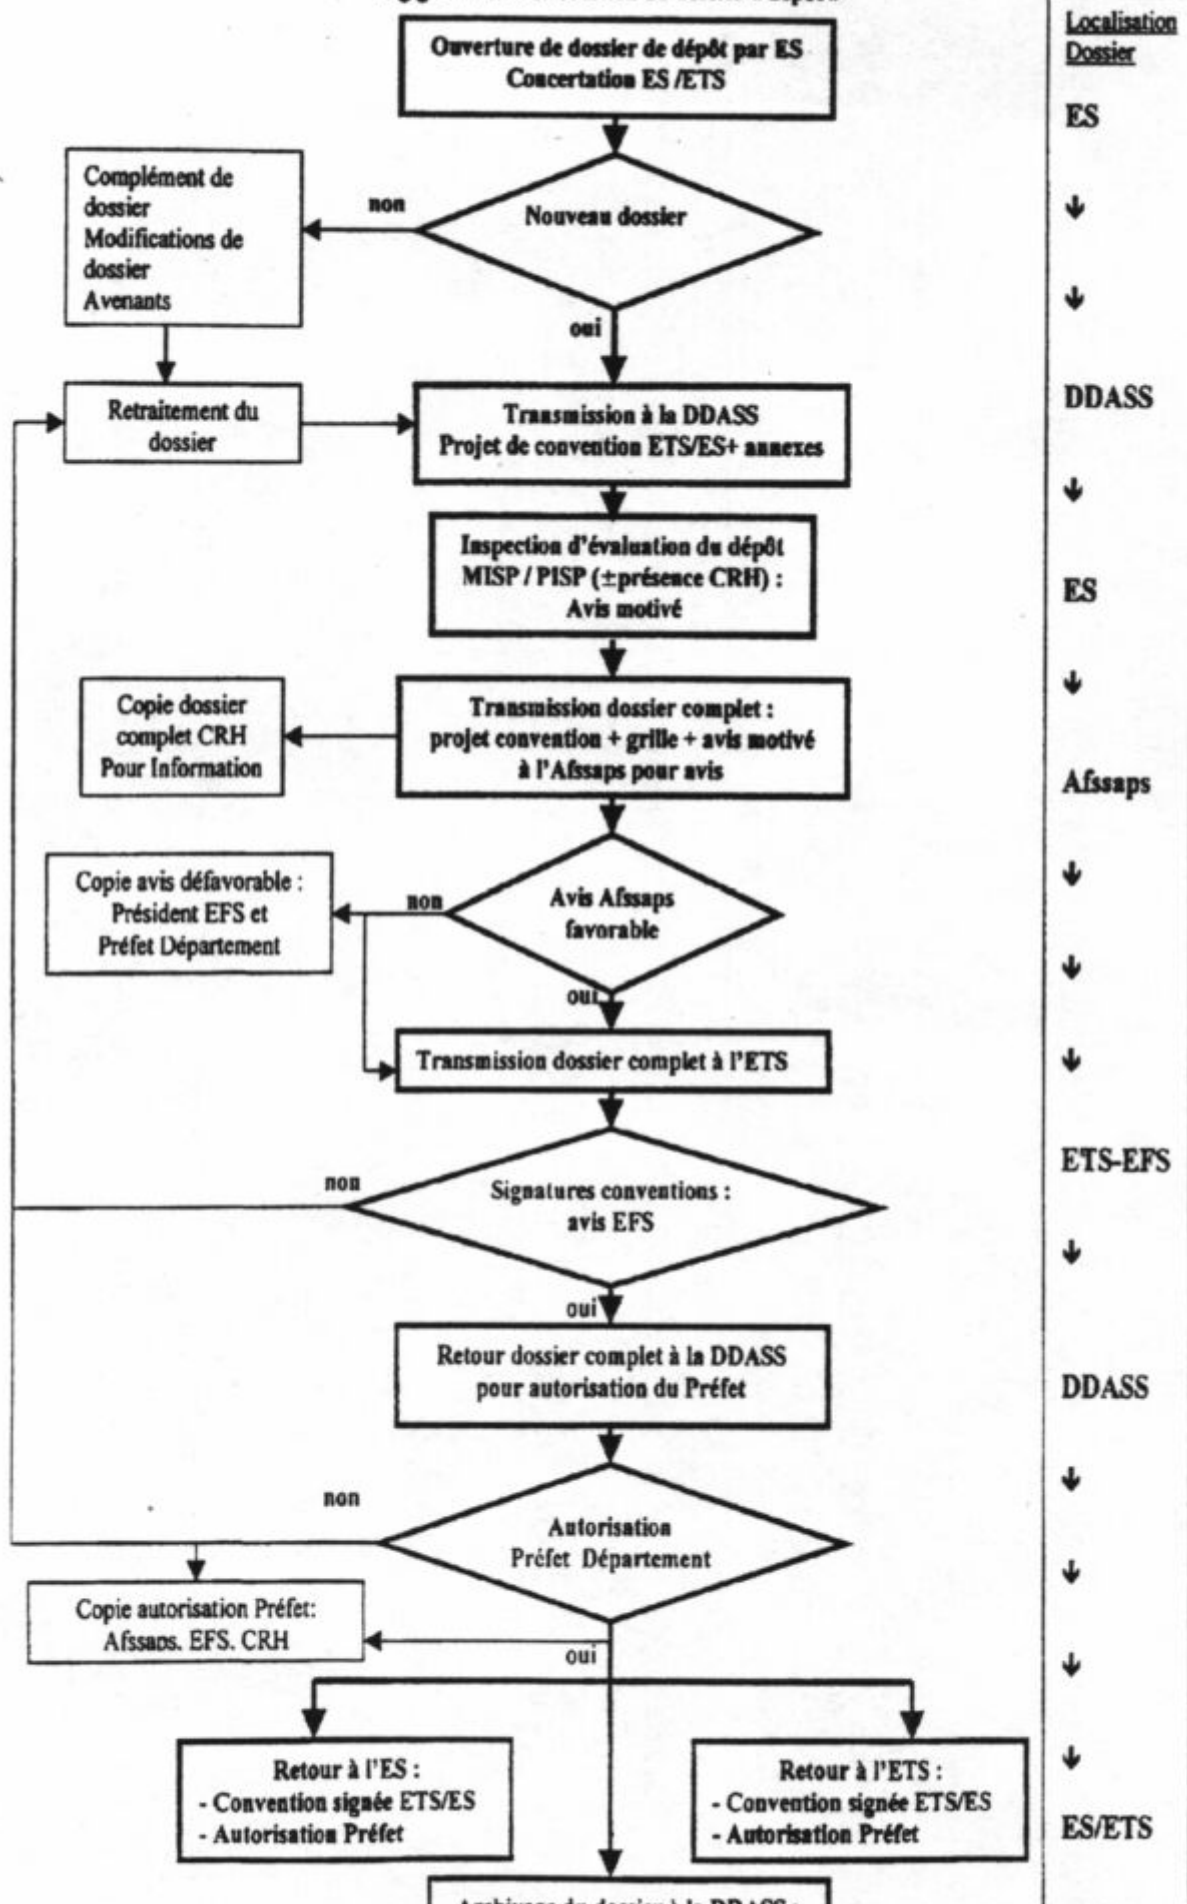 Localisation
Dossier
Ouverture de dossier de dépôt par ES
Concertation ES /ETS
ES
Complément de
dossier
Modifications de
dossier
Avenants
non
Nouveau dossier
oui
DDASS
Retraitement du
dossier
Transmission à la DDASS
Projet de convention ETS/ES+ annexes
Inspection d'évaluation du dépôt
MISP / PISP (±présence CRH) :
Avis motivé
ES
Copie dossier
complet CRH
Pour Information
Transmission dossier complet :
projet convention + grille + avis motivé
à l'Afssaps pour avis
Afssaps
Copie avis défavorable :
Président EFS et
Préfet Département
non
Avis Afssaps
favorable
oui
Transmission dossier complet à l'ETS
ETS-EFS
non
Signatures conventions :
avis EFS
oui
Retour dossier complet à la DDASS
pour autorisation du Préfet
DDASS
non
Autorisation
Préfet Département
Copie autorisation Préfet:
Afssaps, EFS, CRH
oui
Retour à l'ES :
- Convention signée ETS/ES
- Autorisation Préfet
Retour à l'ETS :
- Convention signée ETS/ES
- Autorisation Préfet
ES/ETS
Archivage du dossier à la DDASS :